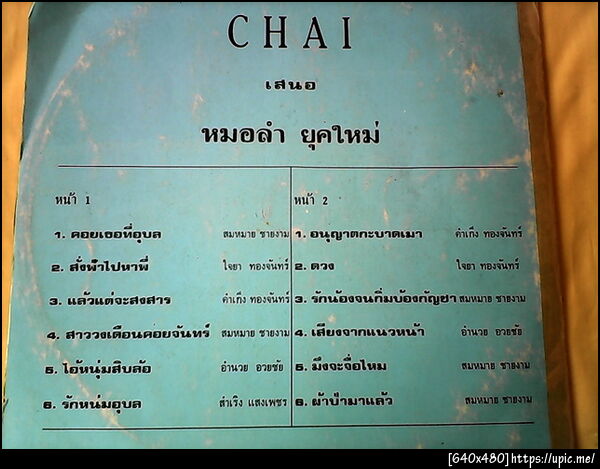 CHAI
เสนอ
หมอลำ ยุคใหม่
หน้า 1
1. คอยเธอที่อุบล สมหมาย ชายงาม
2. สั่งฟ้าไปหาพี่ ใจยา ทองจันทร์
3. แล้วแต่จะสงสาร คำเก็ง ทองจันทร์
4. สาววงเดือนคอยจันทร์ สมหมาย ชายงาม
5. ไอ้หนุ่มสิบล้อ อำนวย อวยชัย
6. รักหนุ่มอุบล สำเริง แสงเพชร
หน้า 2
1. อนุญาตกะบาดเมา คำเก็ง ทองจันทร์
2. ดวง ใจยา ทองจันทร์
3. รักน้องจนกิ่มบ้องกัญชา สมหมาย ชายงาม
4. เสียงจากแนวหน้า อำนวย อวยชัย
5. มึงจะจื่อไหม สมหมาย ชายงาม
6. ผ้าป่ามาแล้ว สมหมาย ชายงาม
[640x480]https://upic.me/